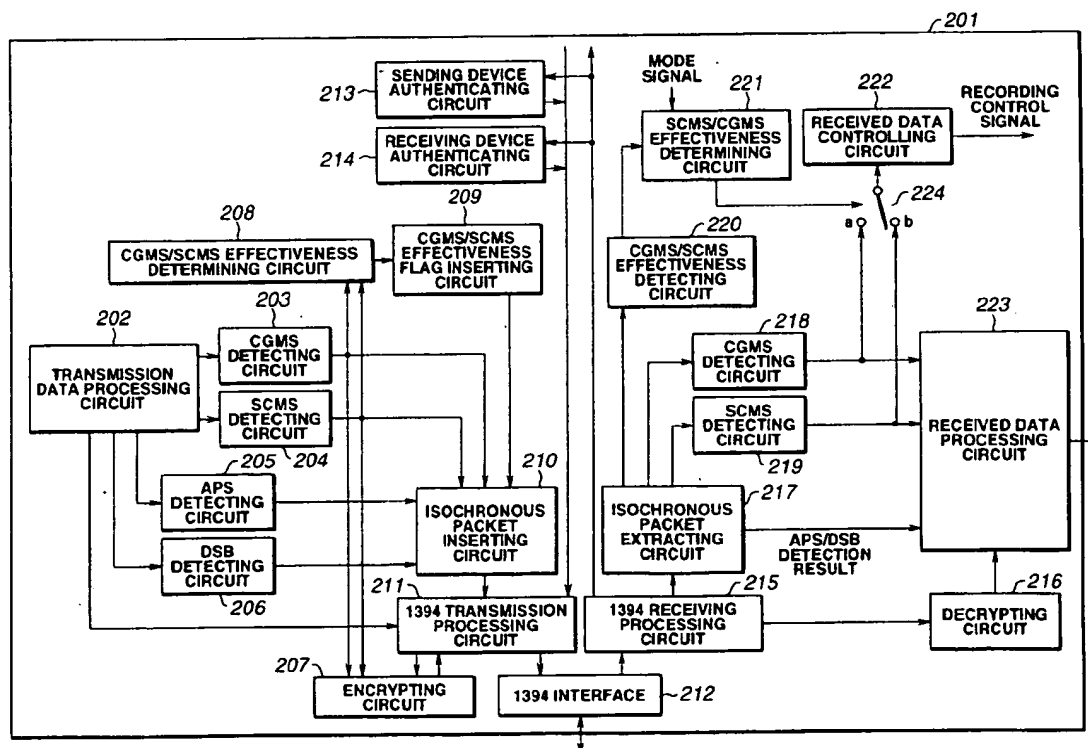 201
SENDING DEVICE
AUTHENTICATING
CIRCUIT
213
RECEIVING DEVICE
AUTHENTICATING
CIRCUIT
214
MODE
SIGNAL
221
SCMS/CGMS
EFFECTIVENESS
DETERMINING
CIRCUIT
222
RECEIVED DATA
CONTROLLING
CIRCUIT
RECORDING
CONTROL
SIGNAL
224
a
b
208
CGMS/SCMS EFFECTIVENESS
DETERMINING CIRCUIT
209
CGMS/SCMS
EFFECTIVENESS
FLAG INSERTING
CIRCUIT
220
CGMS/SCMS
EFFECTIVENESS
DETECTING
CIRCUIT
202
TRANSMISSION
DATA PROCESSING
CIRCUIT
203
CGMS
DETECTING
CIRCUIT
SCMS
DETECTING
CIRCUIT
204
205
APS
DETECTING
CIRCUIT
DSB
DETECTING
CIRCUIT
206
210
ISOCHRONOUS
PACKET
INSERTING
CIRCUIT
218
CGMS
DETECTING
CIRCUIT
SCMS
DETECTING
CIRCUIT
219
223
RECEIVED DATA
PROCESSING
CIRCUIT
217
ISOCHRONOUS
PACKET
EXTRACTING
CIRCUIT
APS/DSB
DETECTION
RESULT
211
1394 TRANSMISSION
PROCESSING
CIRCUIT
215
1394 RECEIVING
PROCESSING
CIRCUIT
216
DECRYPTING
CIRCUIT
207
ENCRYPTING
CIRCUIT
1394 INTERFACE
212